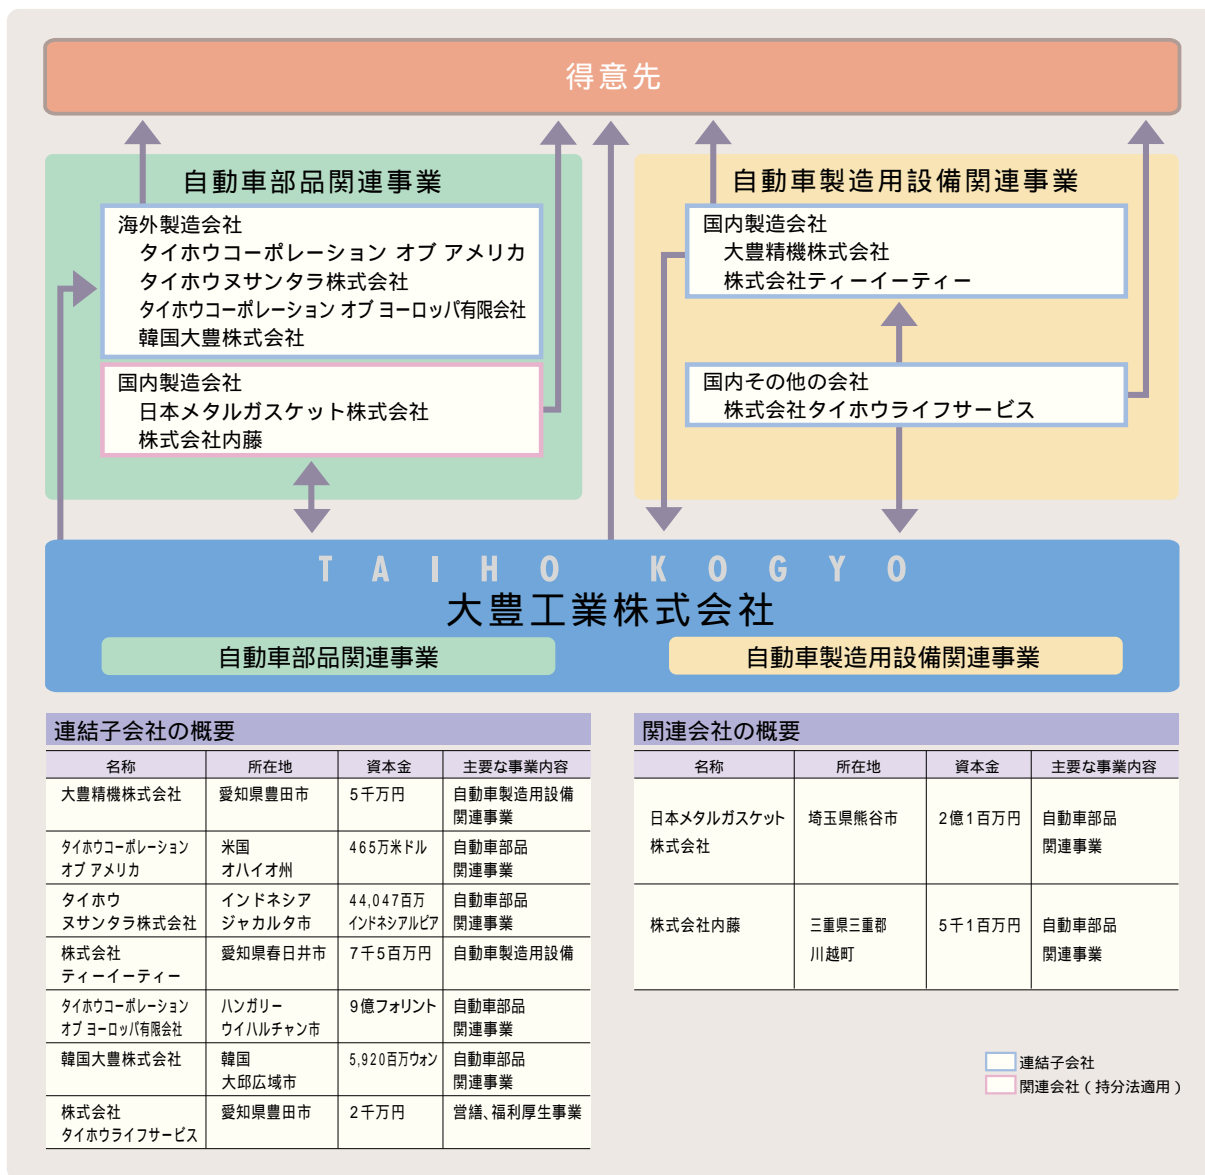 得意先
自動車部品関連事業
海外製造会社
タイホウコーポレーション オブ アメリカ
タイホウヌサンタラ株式会社
タイホウコーポレーション オブ ヨーロッパ有限会社
韓国大豊株式会社
国内製造会社
日本メタルガスケット株式会社
株式会社内藤
自動車製造用設備関連事業
国内製造会社
大豊精機株式会社
株式会社ティーイーティー
国内その他の会社
株式会社タイホウライフサービス
TAIHO KOGYO
大豊工業株式会社
自動車部品関連事業
自動車製造用設備関連事業
連結子会社の概要
名称 所在地 資本金 主要な事業内容
大豊精機株式会社 愛知県豊田市 5千万円 自動車製造用設備
関連事業
タイホウコーポレーション 米国 465万米ドル 自動車部品
オブ アメリカ オハイオ州 関連事業
タイホウ インドネシア 44,047百万 自動車部品
ヌサンタラ株式会社 ジャカルタ市 インドネシアルピア 関連事業
株式会社 愛知県春日井市 7千5百万円 自動車製造用設備
ティーイーティー
タイホウコーポレーション ハンガリー 9億フォリント 自動車部品
オブ ヨーロッパ有限会社 ウイハルチャン市 関連事業
韓国大豊株式会社 韓国 5,920百万ウォン 自動車部品
大邱広域市 関連事業
株式会社 愛知県豊田市 2千万円 営繕、福利厚生事業
タイホウライフサービス
関連会社の概要
名称 所在地 資本金 主要な事業内容
日本メタルガスケット 埼玉県熊谷市 2億1百万円 自動車部品
株式会社 関連事業
株式会社内藤 三重県三重郡 5千1百万円 自動車部品
川越町 関連事業
連結子会社
関連会社(持分法適用)